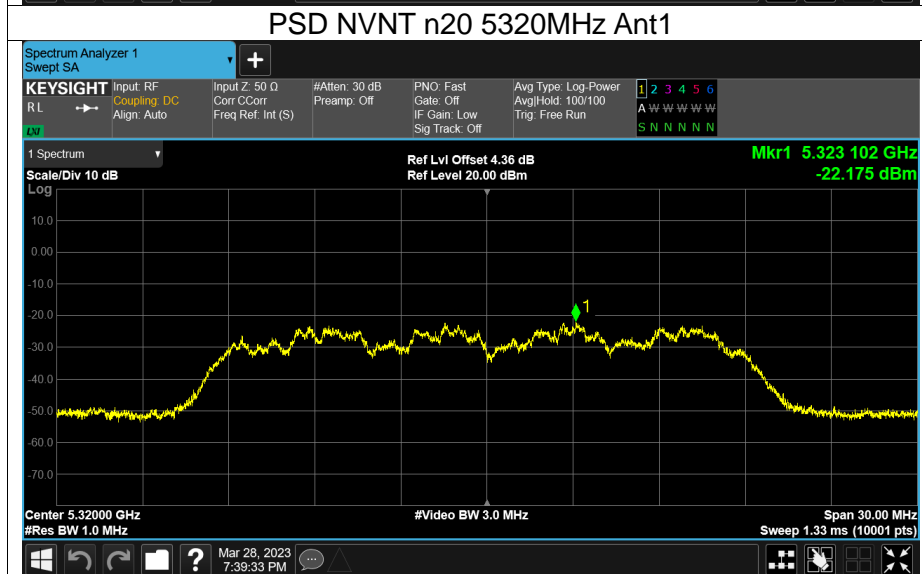 PSD NVNT n20 5320MHz Ant1
Spectrum Analyzer 1
Swept SA
+
KEYSIGHT
R L
LXI
Input: RF
Coupling: DC
Align: Auto
Input Z: 50 Ω
Corr CCorr
Freq Ref: Int (S)
#Atten: 30 dB
Preamp: Off
PNO: Fast
Gate: Off
IF Gain: Low
Sig Track: Off
Avg Type: Log-Power
Avg|Hold: 100/100
Trig: Free Run
1 2 3 4 5 6
A W W W W W
S N N N N N
1 Spectrum
Scale/Div 10 dB
Log
Ref Lvl Offset 4.36 dB
Ref Level 20.00 dBm
Mkr1 5.323 102 GHz
-22.175 dBm
10.0
0.00
-10.0
-20.0
-30.0
-40.0
-50.0
-60.0
-70.0
1
Center 5.32000 GHz
#Res BW 1.0 MHz
#Video BW 3.0 MHz
Span 30.00 MHz
Sweep 1.33 ms (10001 pts)
?
Mar 28, 2023
7:39:33 PM